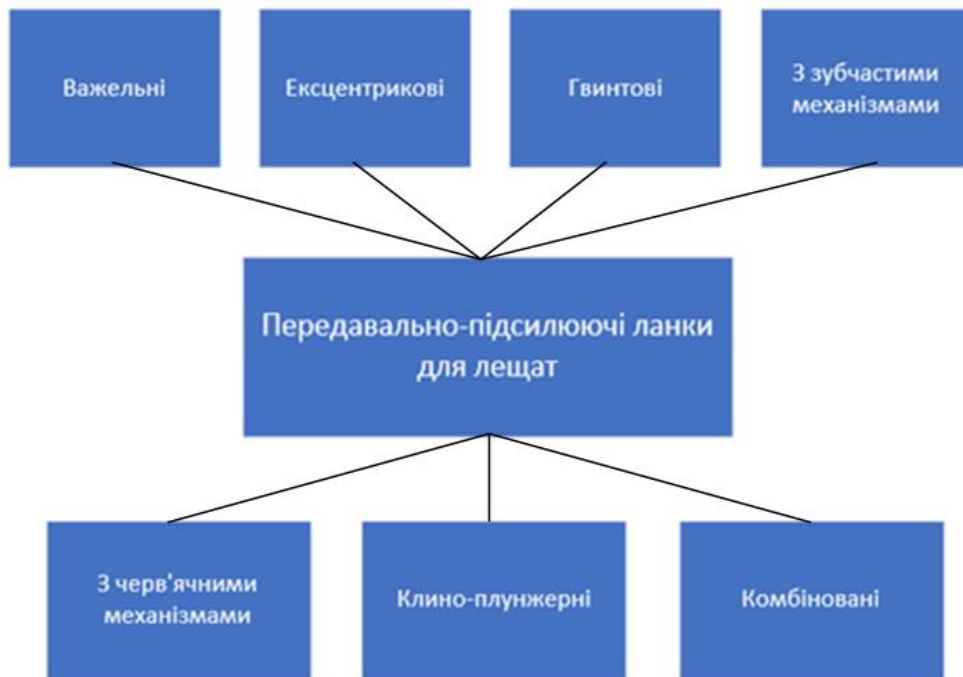 Важельні
Ексцентрикові
Гвинтові
З зубчастими
механізмами
Передавально-підсилюючі ланки
для лещат
З черв'ячними
механізмами
Клино-плунжерні
Комбіновані